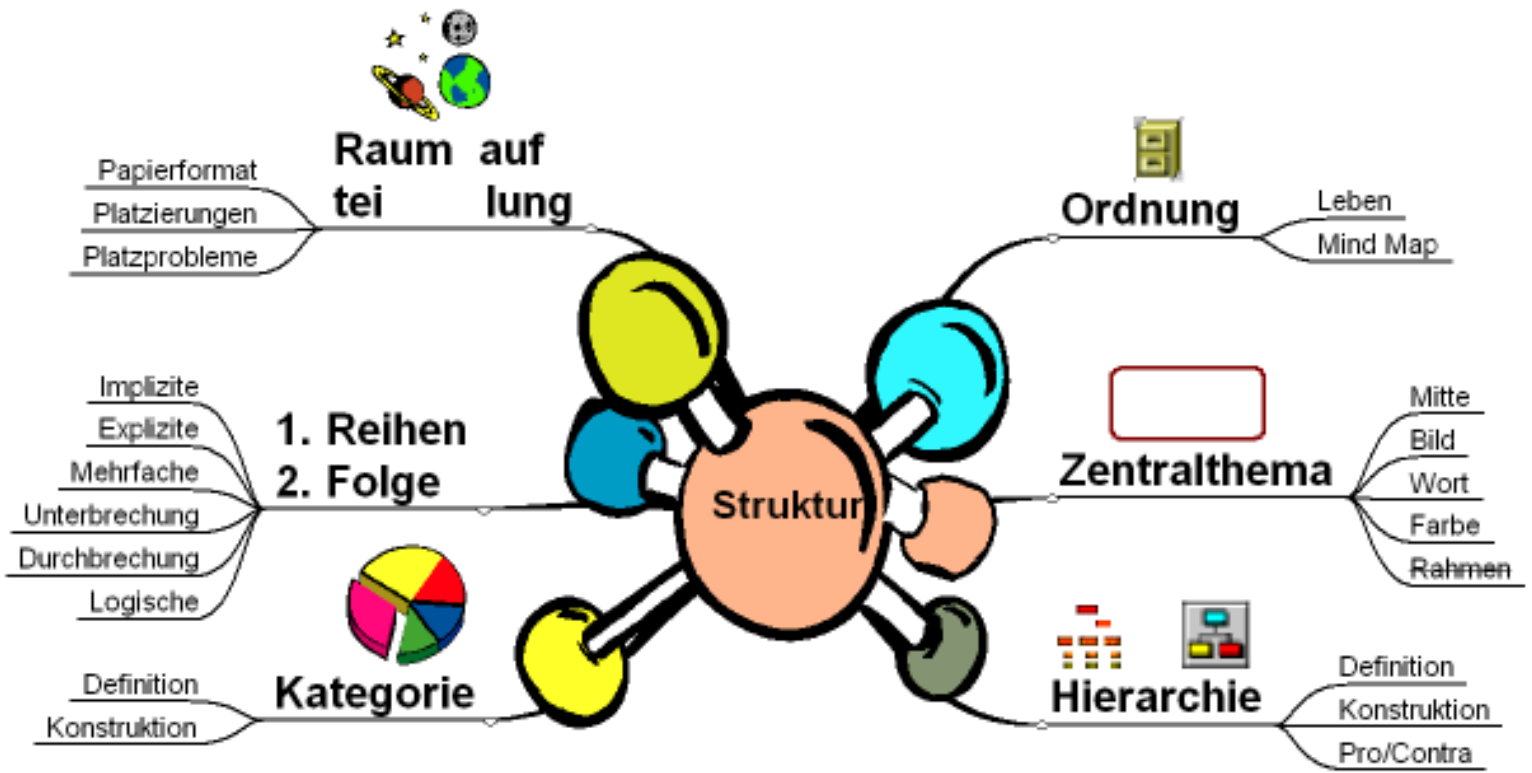 Struktur
Ordnung
Leben
Mind Map
Zentralthema
Mitte
Bild
Wort
Farbe
Rahmen
Hierarchie
Definition
Konstruktion
Pro/Contra
Kategorie
Definition
Konstruktion
1. Reihen
2. Folge
Implizite
Explizite
Mehrfache
Unterbrechung
Durchbrechung
Logische
Raum auf
tei lung
Papierformat
Platzierungen
Platzprobleme